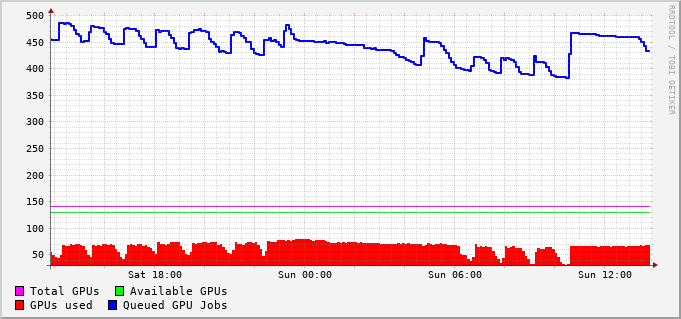 500
450
400
350
300
250
200
150
100
50
Sat 18:00 Sun 00:00 Sun 06:00 Sun 12:00
Total GPUs Available GPUs
GPUs used Queued GPU Jobs
RRDTOOL / TOBI OETIKER